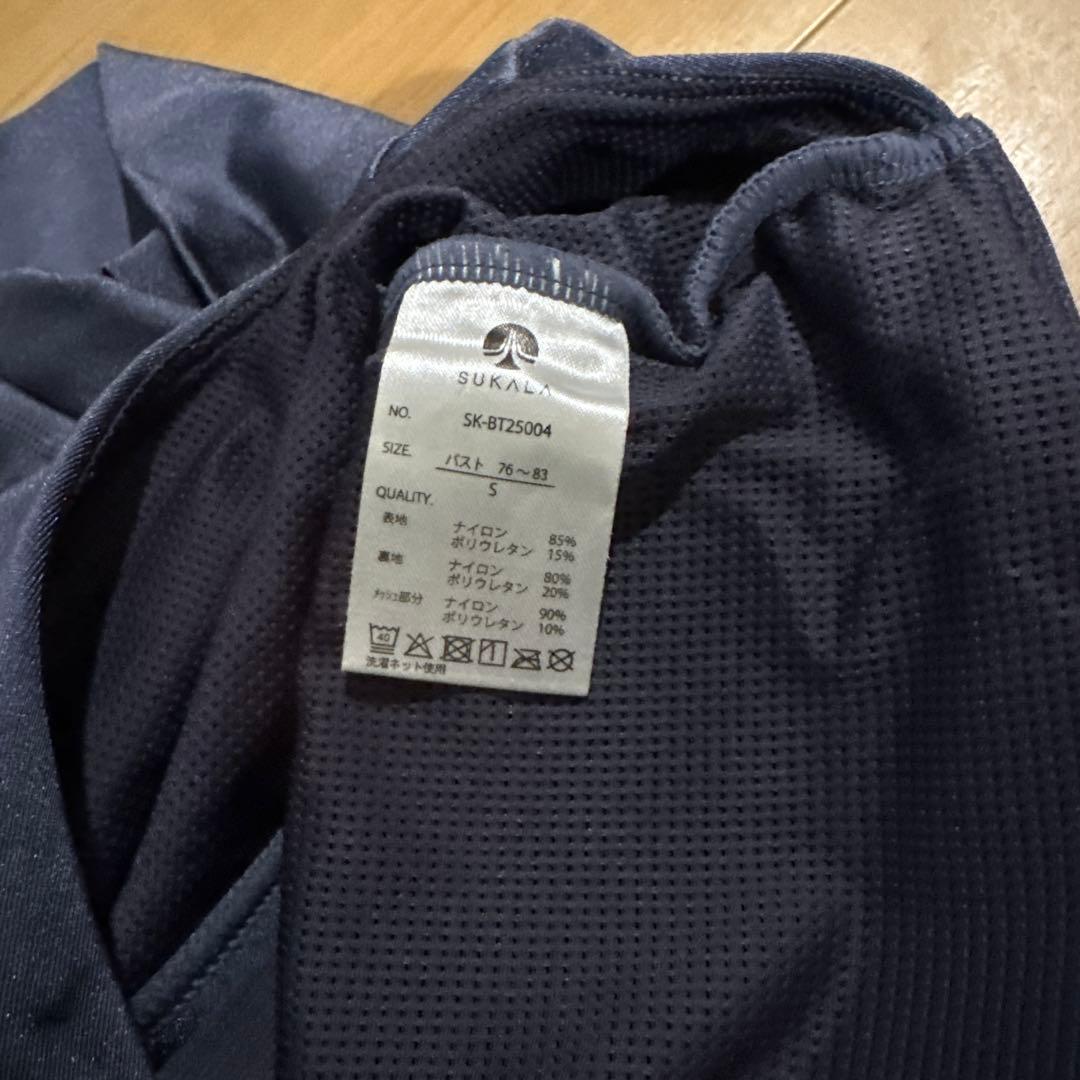 SUKALA
NO. SK-BT25004
SIZE. バスト 76～83
S
QUALITY.
表地 ナイロン 85%
ポリウレタン 15%
裏地 ナイロン 80%
ポリウレタン 20%
メッシュ部分 ナイロン 90%
ポリウレタン 10%
40
洗濯ネット使用